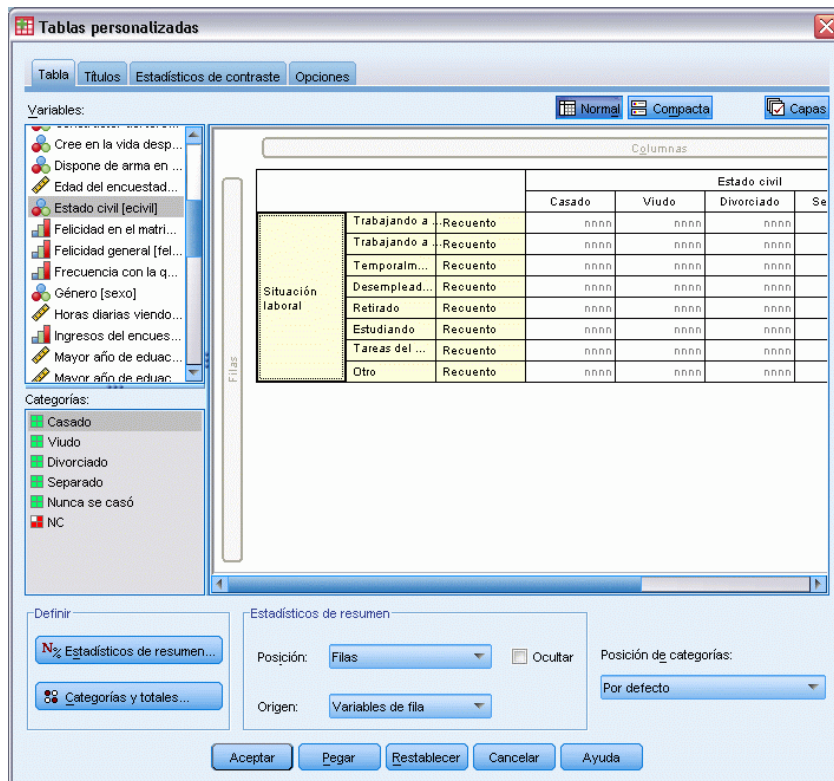 Tablas personalizadas
Tabla Títulos Estadísticos de contraste Opciones
Variables:
Normal Compacta Capas
Cree en la vida desp...
Dispone de arma en ...
Edad del encuestad...
Estado civil [ecivil]
Felicidad en el matri...
Felicidad general [fel...
Frecuencia con la q...
Género [sexo]
Horas diarias viendo...
Ingresos del encues...
Mayor año de eduac...
Mayor año de eduac
Categorías:
Casado
Viudo
Divorciado
Separado
Nunca se casó
NC
Columnas
Filas
Estado civil
Casado Viudo Divorciado Se
Situación laboral
Trabajando a ... Recuento nnnn nnnn nnnn
Trabajando a ... Recuento nnnn nnnn nnnn
Temporalm... Recuento nnnn nnnn nnnn
Desemplead... Recuento nnnn nnnn nnnn
Retirado Recuento nnnn nnnn nnnn
Estudiando Recuento nnnn nnnn nnnn
Tareas del ... Recuento nnnn nnnn nnnn
Otro Recuento nnnn nnnn nnnn
Definir
N% Estadísticos de resumen...
Categorías y totales...
Estadísticos de resumen
Posición: Filas Ocultar
Origen: Variables de fila
Posición de categorías:
Por defecto
Aceptar Pegar Restablecer Cancelar Ayuda